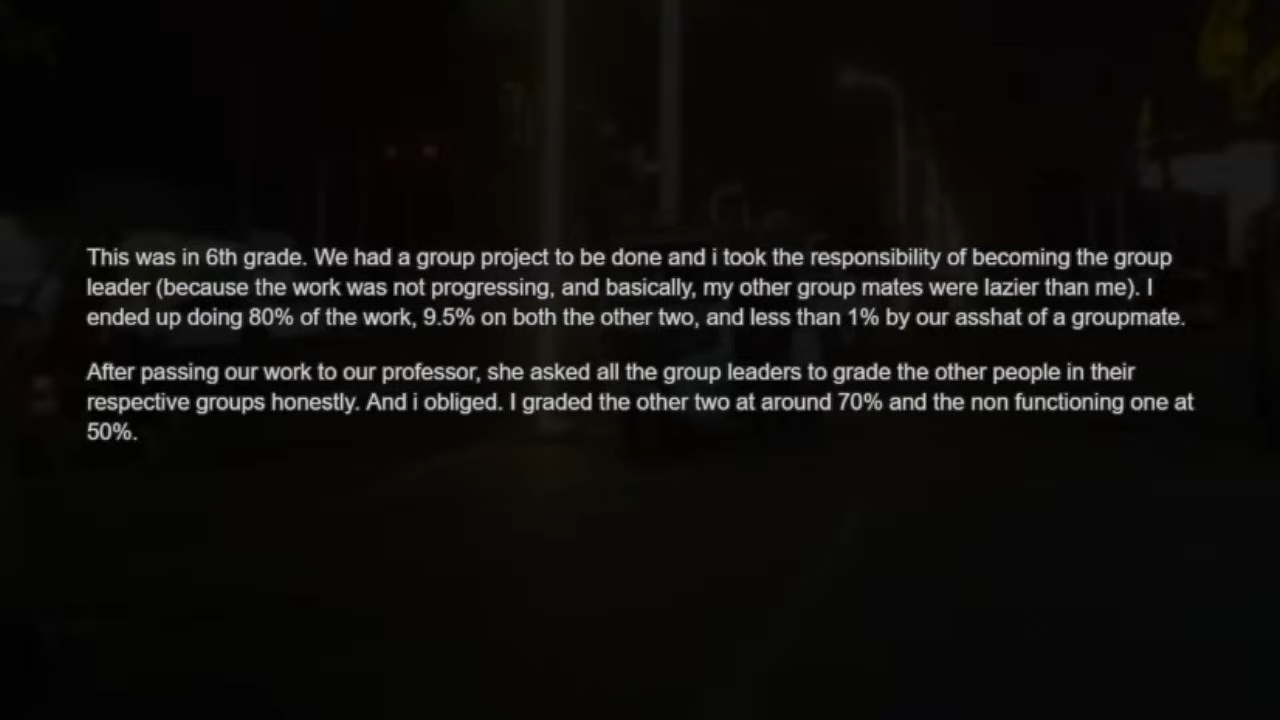 This was in 6th grade. We had a group project to be done and i took the responsibility of becoming the group
leader (because the work was not progressing, and basically, my other group mates were lazier than me). I
ended up doing 80% of the work, 9.5% on both the other two, and less than 1% by our asshat of a groupmate.
After passing our work to our professor, she asked all the group leaders to grade the other people in their
respective groups honestly. And i obliged. I graded the other two at around 70% and the non functioning one at
50%.